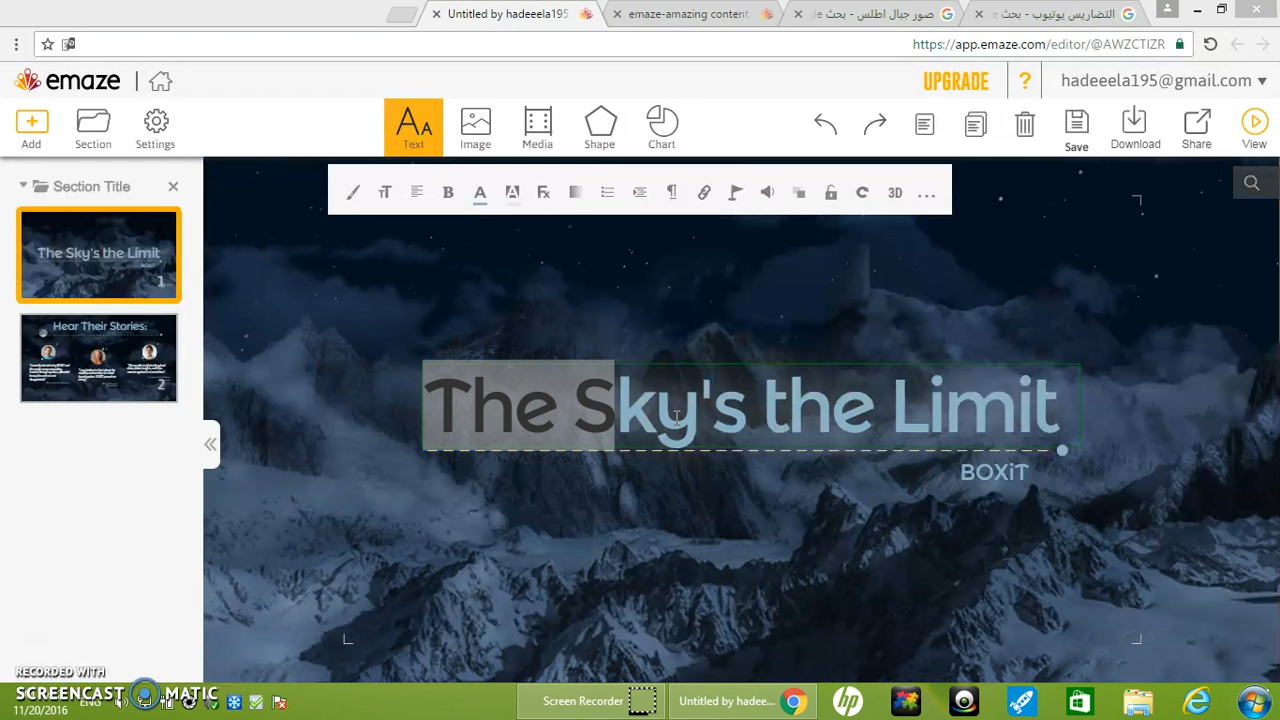 Untitled by hadeeela195
emaze-amazing content
صور جبال اطلس - بحث
التضاريس يوتيوب - بحث
https://app.emaze.com/editor/@AWZCTIZR
emaze
UPGRADE
?
hadeeela195@gmail.com
Add
Section
Settings
Text
Image
Media
Shape
Chart
Save
Download
Share
View
Section Title
B A A Fx 3D ...
The Sky's the Limit
BOXiT
1
Hear Their Stories:
2
The Sky's the Limit
BOXiT
RECORDED WITH
SCREENCAST MATIC
ENG
11/20/2016
Screen Recorder
Untitled by hadee...